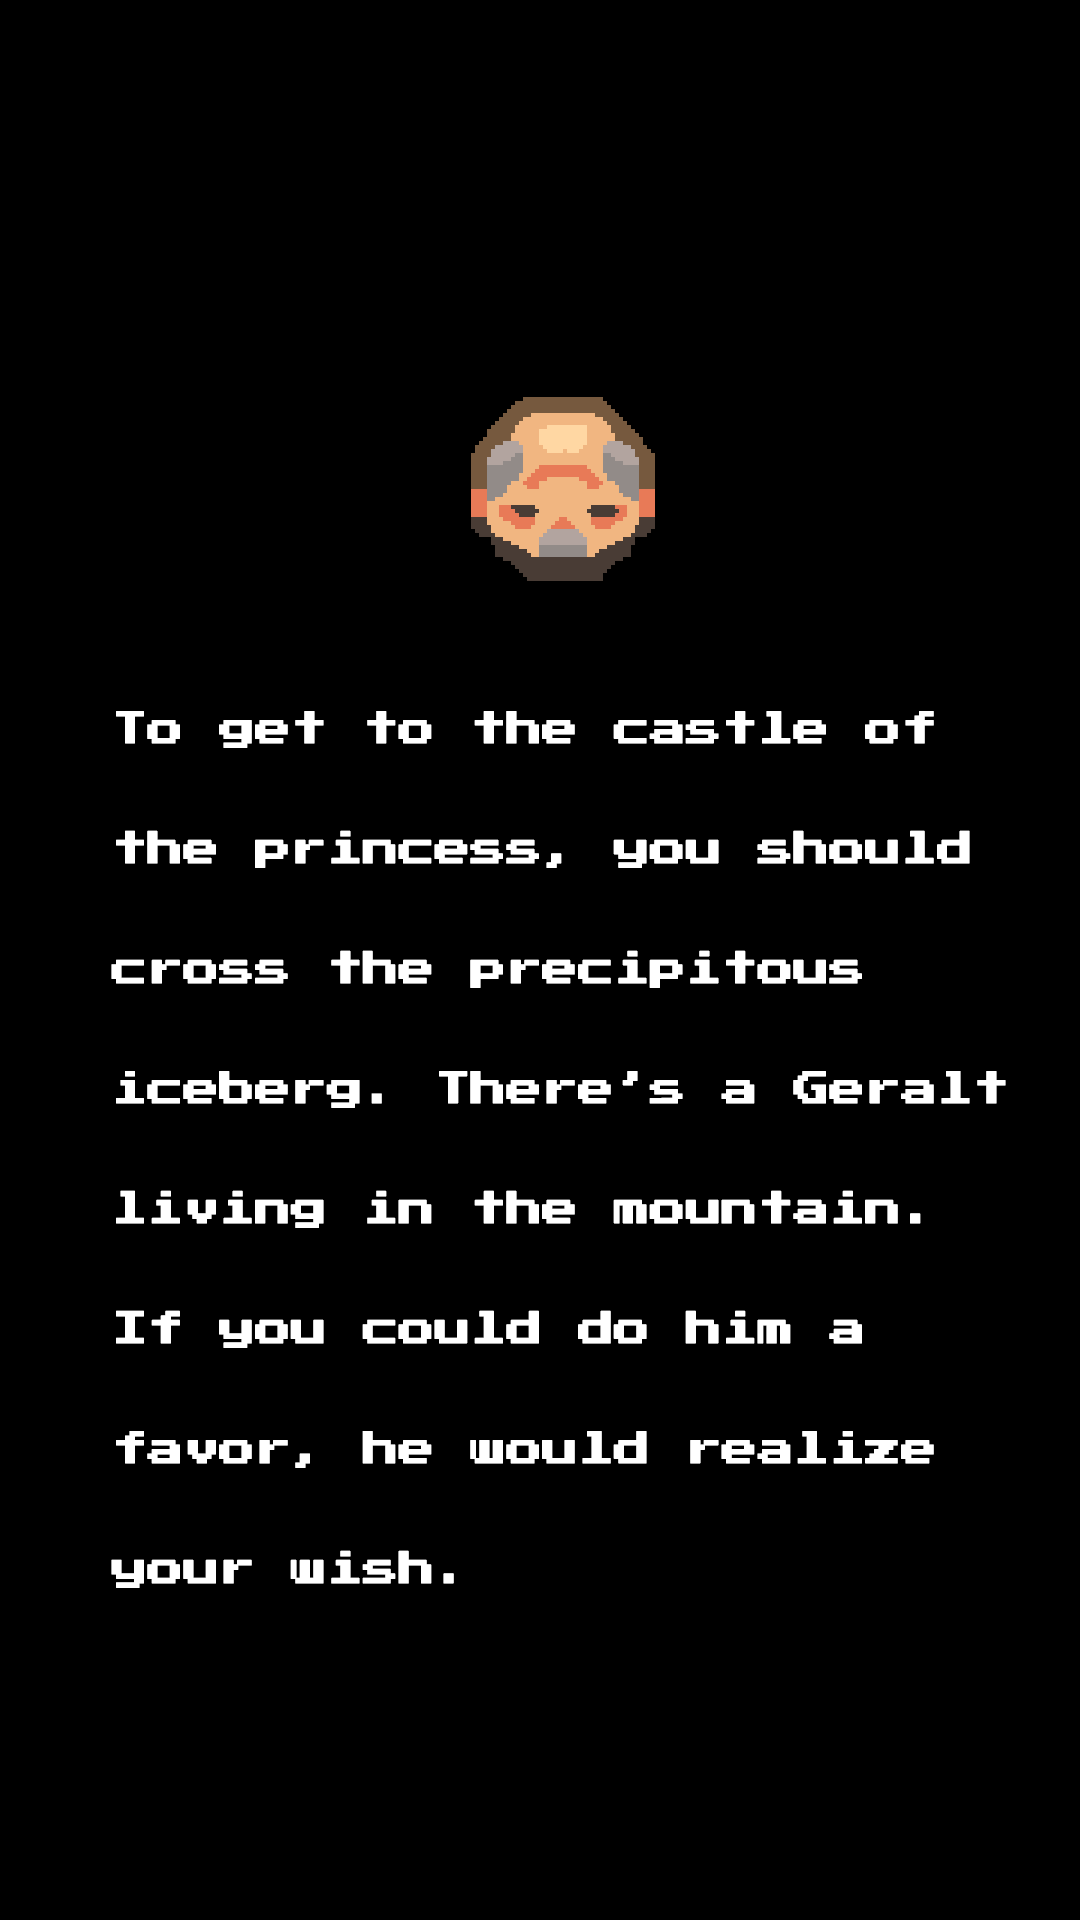 To get to the castle of
the princess, you should
cross the precipitous
iceberg. There's a Geralt
living in the mountain.
If you could do him a
favor, he would realize
your wish.